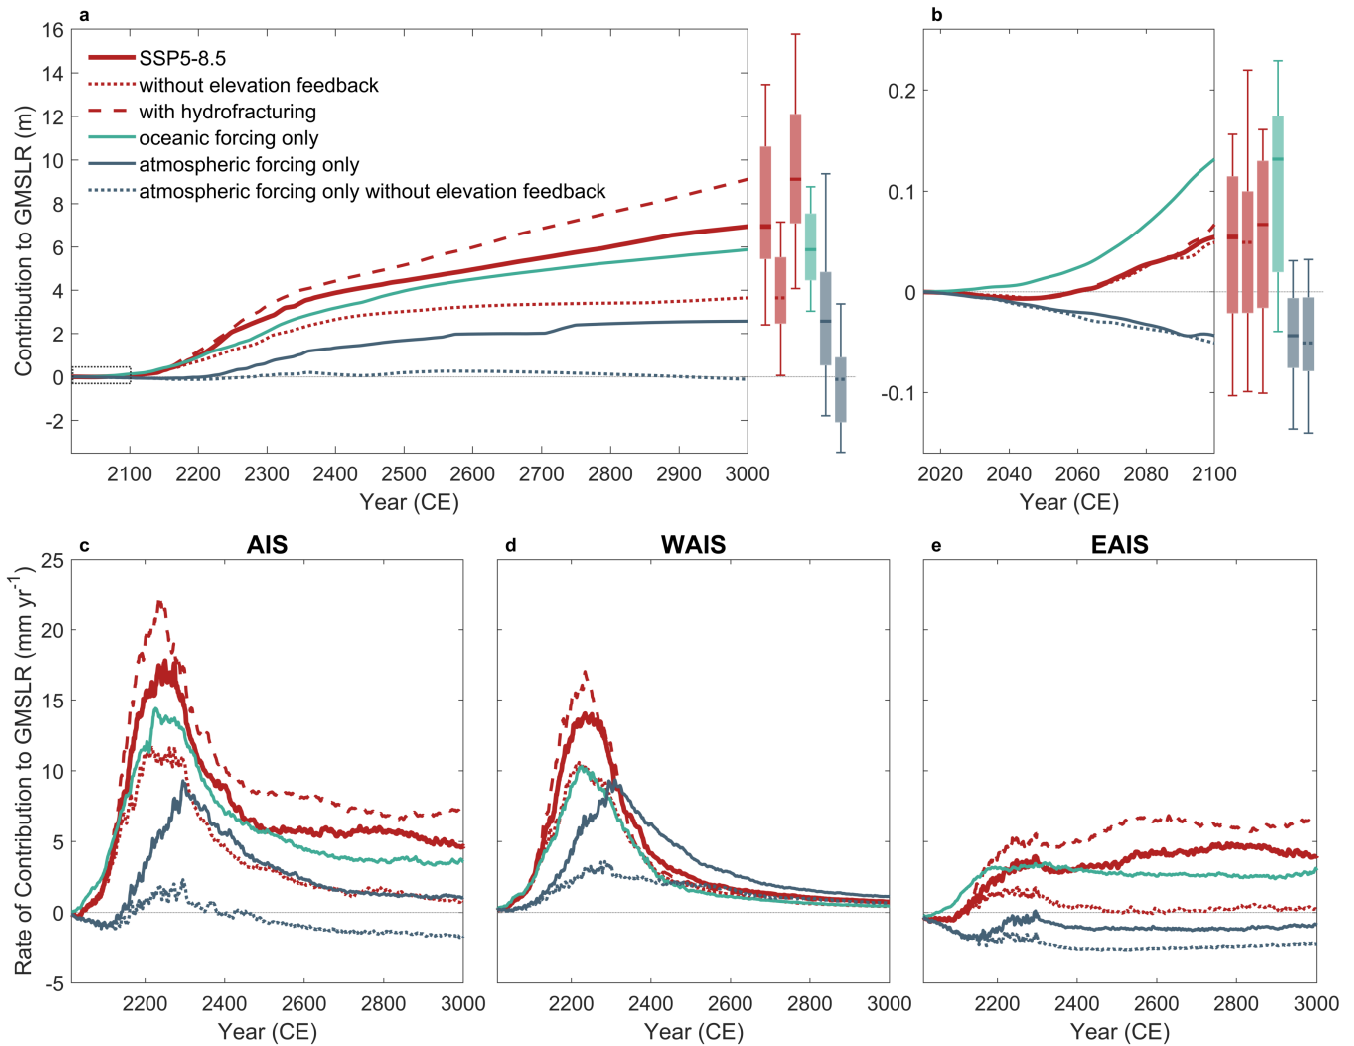 a
16
14
12
10
8
6
4
2
0
-2
Contribution to GMSLR (m)
SSP5-8.5
without elevation feedback
with hydrofracturing
oceanic forcing only
atmospheric forcing only
atmospheric forcing only without elevation feedback
2100 2200 2300 2400 2500 2600 2700 2800 2900 3000
Year (CE)
b
0.2
0.1
0
-0.1
2020 2040 2060 2080 2100
Year (CE)
c AIS
25
20
15
10
5
0
-5
Rate of Contribution to GMSLR (mm yr-1)
2200 2400 2600 2800 3000
Year (CE)
d WAIS
2200 2400 2600 2800 3000
Year (CE)
e EAIS
2200 2400 2600 2800 3000
Year (CE)